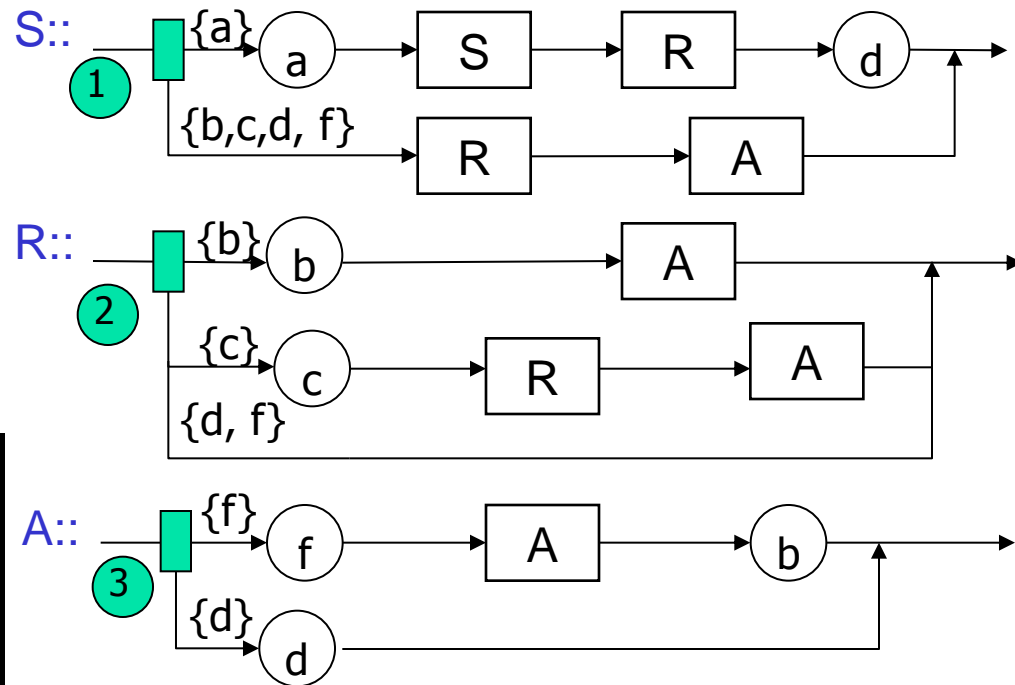 S:: {a} a S R d
1
{b,c,d, f} R A
R:: {b} b A
2
{c} c R A
{d, f}
A:: {f} f A b
3
{d} d